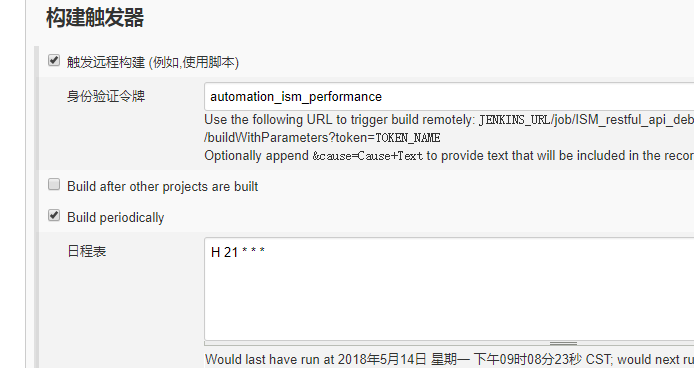 构建触发器
触发远程构建 (例如,使用脚本)
身份验证令牌
automation_ism_performance
Use the following URL to trigger build remotely: JENKINS_URL/job/ISM_restful_api_deb
/buildWithParameters?token=TOKEN_NAME
Optionally append &cause=Cause+Text to provide text that will be included in the recor
Build after other projects are built
Build periodically
日程表
H 21 * * *
Would last have run at 2018年5月14日 星期一 下午09时08分23秒 CST; would next ru